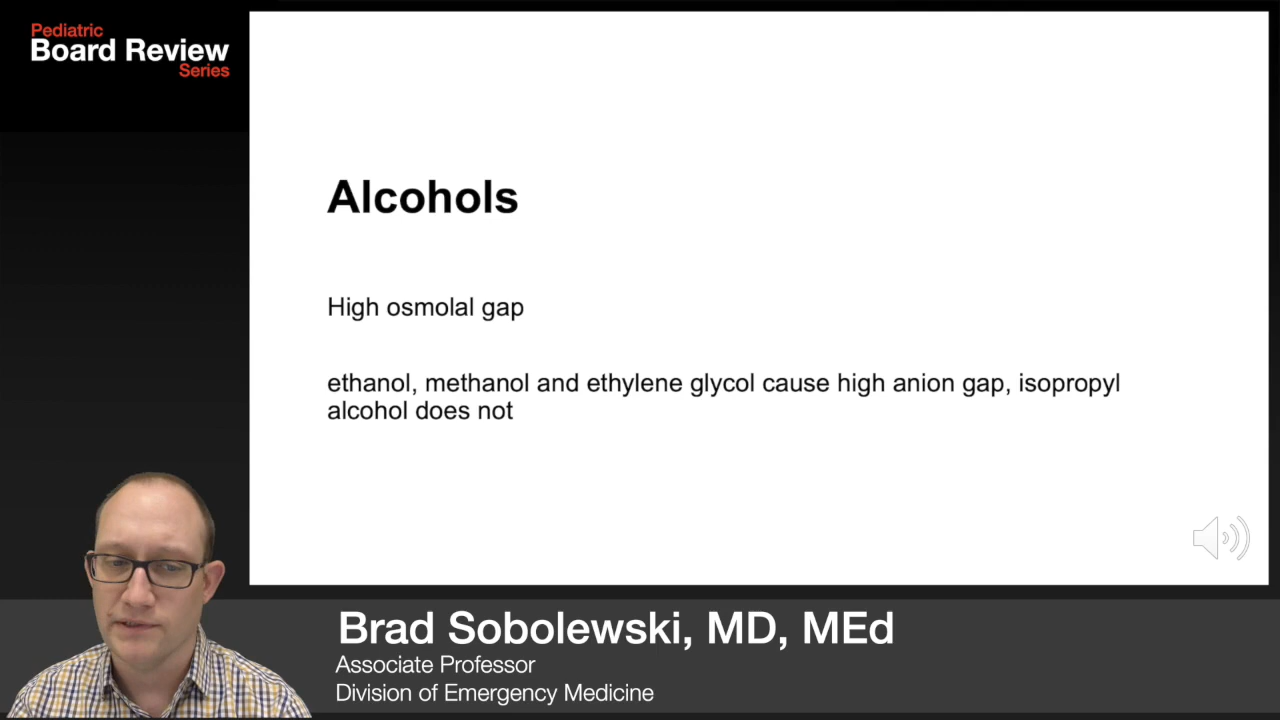 Pediatric
Board Review
Series
Alcohols
High osmolal gap
ethanol, methanol and ethylene glycol cause high anion gap, isopropyl
alcohol does not
Brad Sobolewski, MD, MEd
Associate Professor
Division of Emergency Medicine